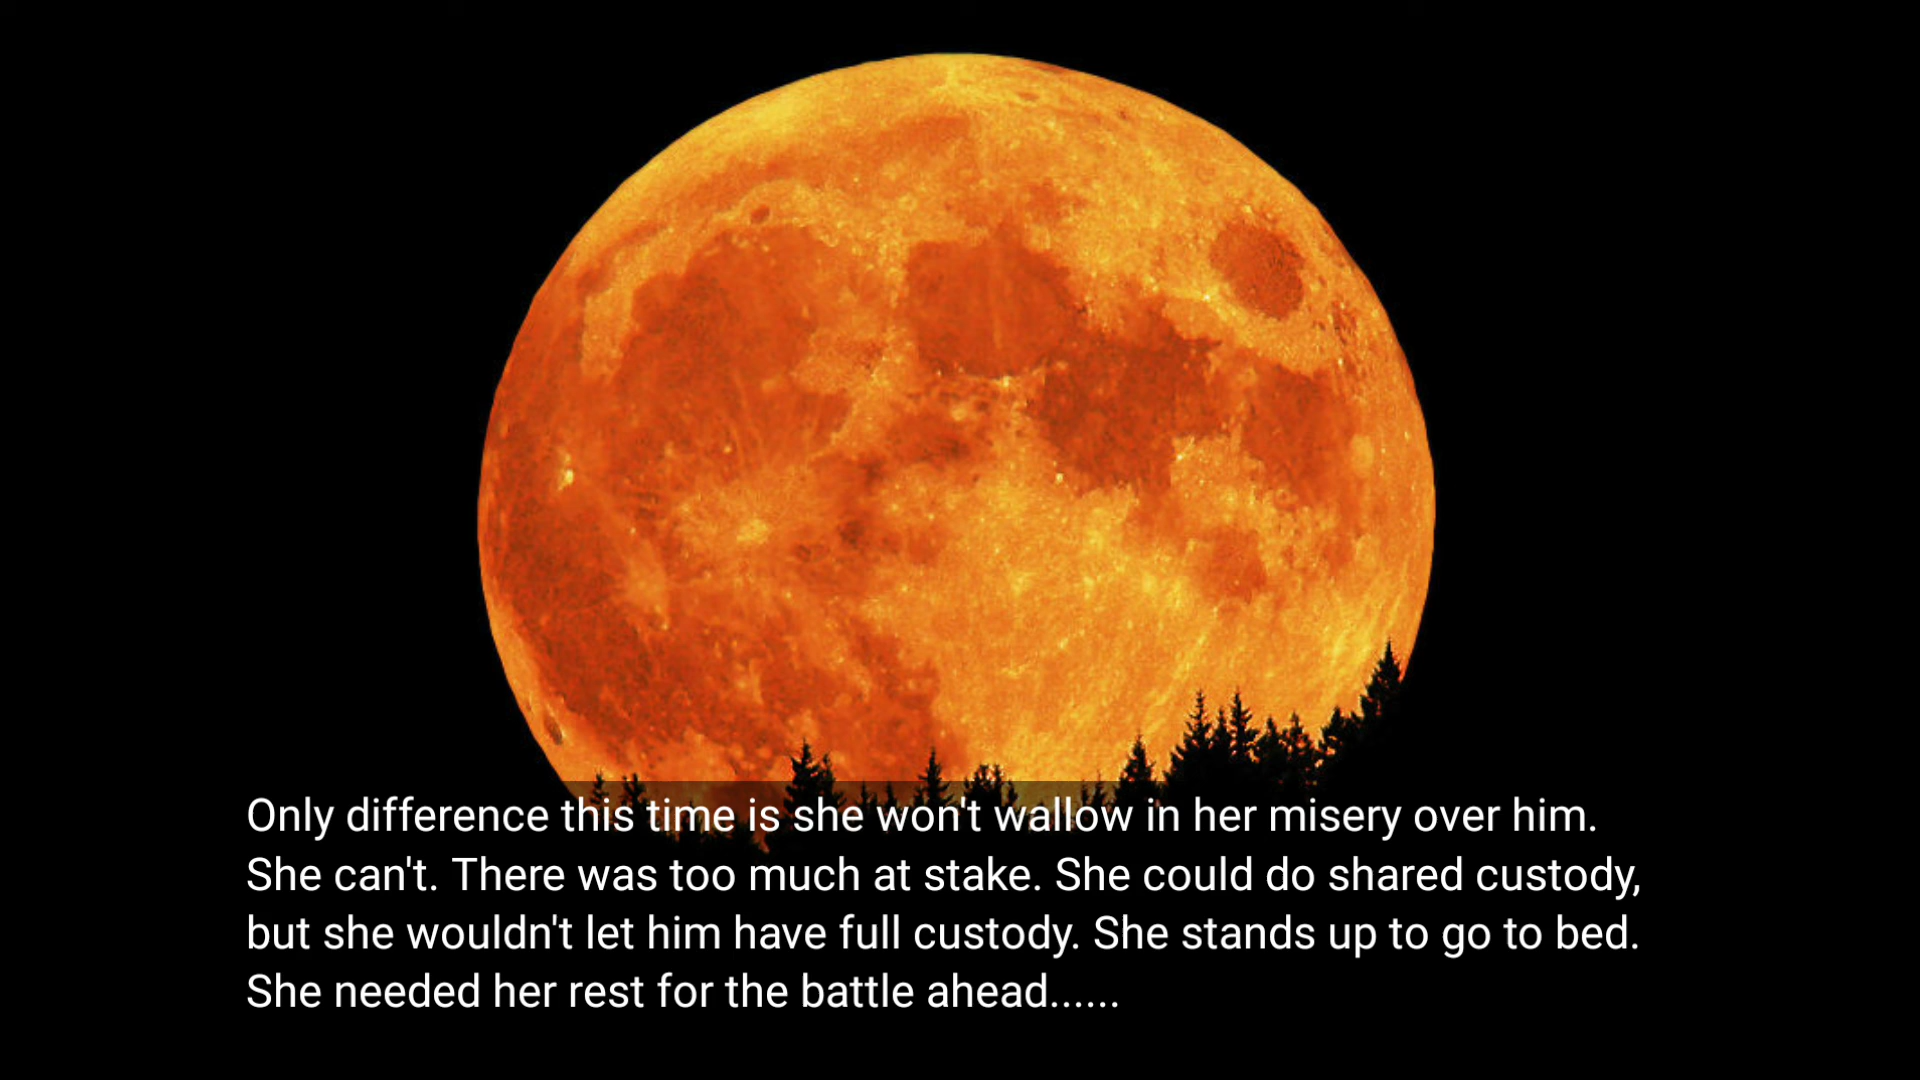 Only difference this time is she won't wallow in her misery over him.
She can't. There was too much at stake. She could do shared custody,
but she wouldn't let him have full custody. She stands up to go to bed.
She needed her rest for the battle ahead......